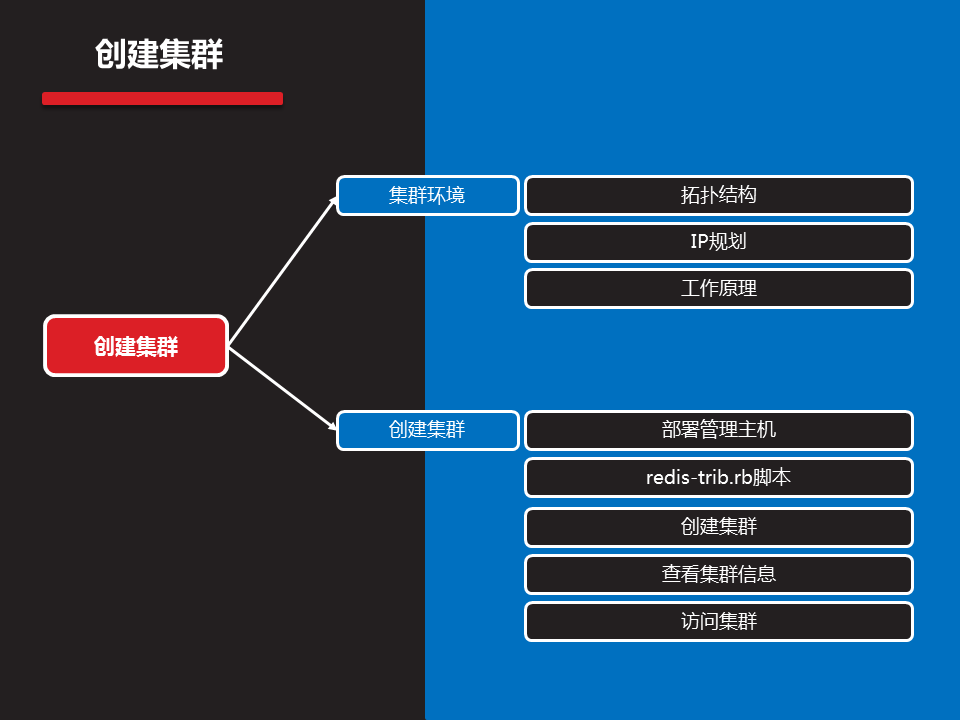 创建集群
集群环境
拓扑结构
IP规划
工作原理
创建集群
创建集群
部署管理主机
redis-trib.rb脚本
创建集群
查看集群信息
访问集群